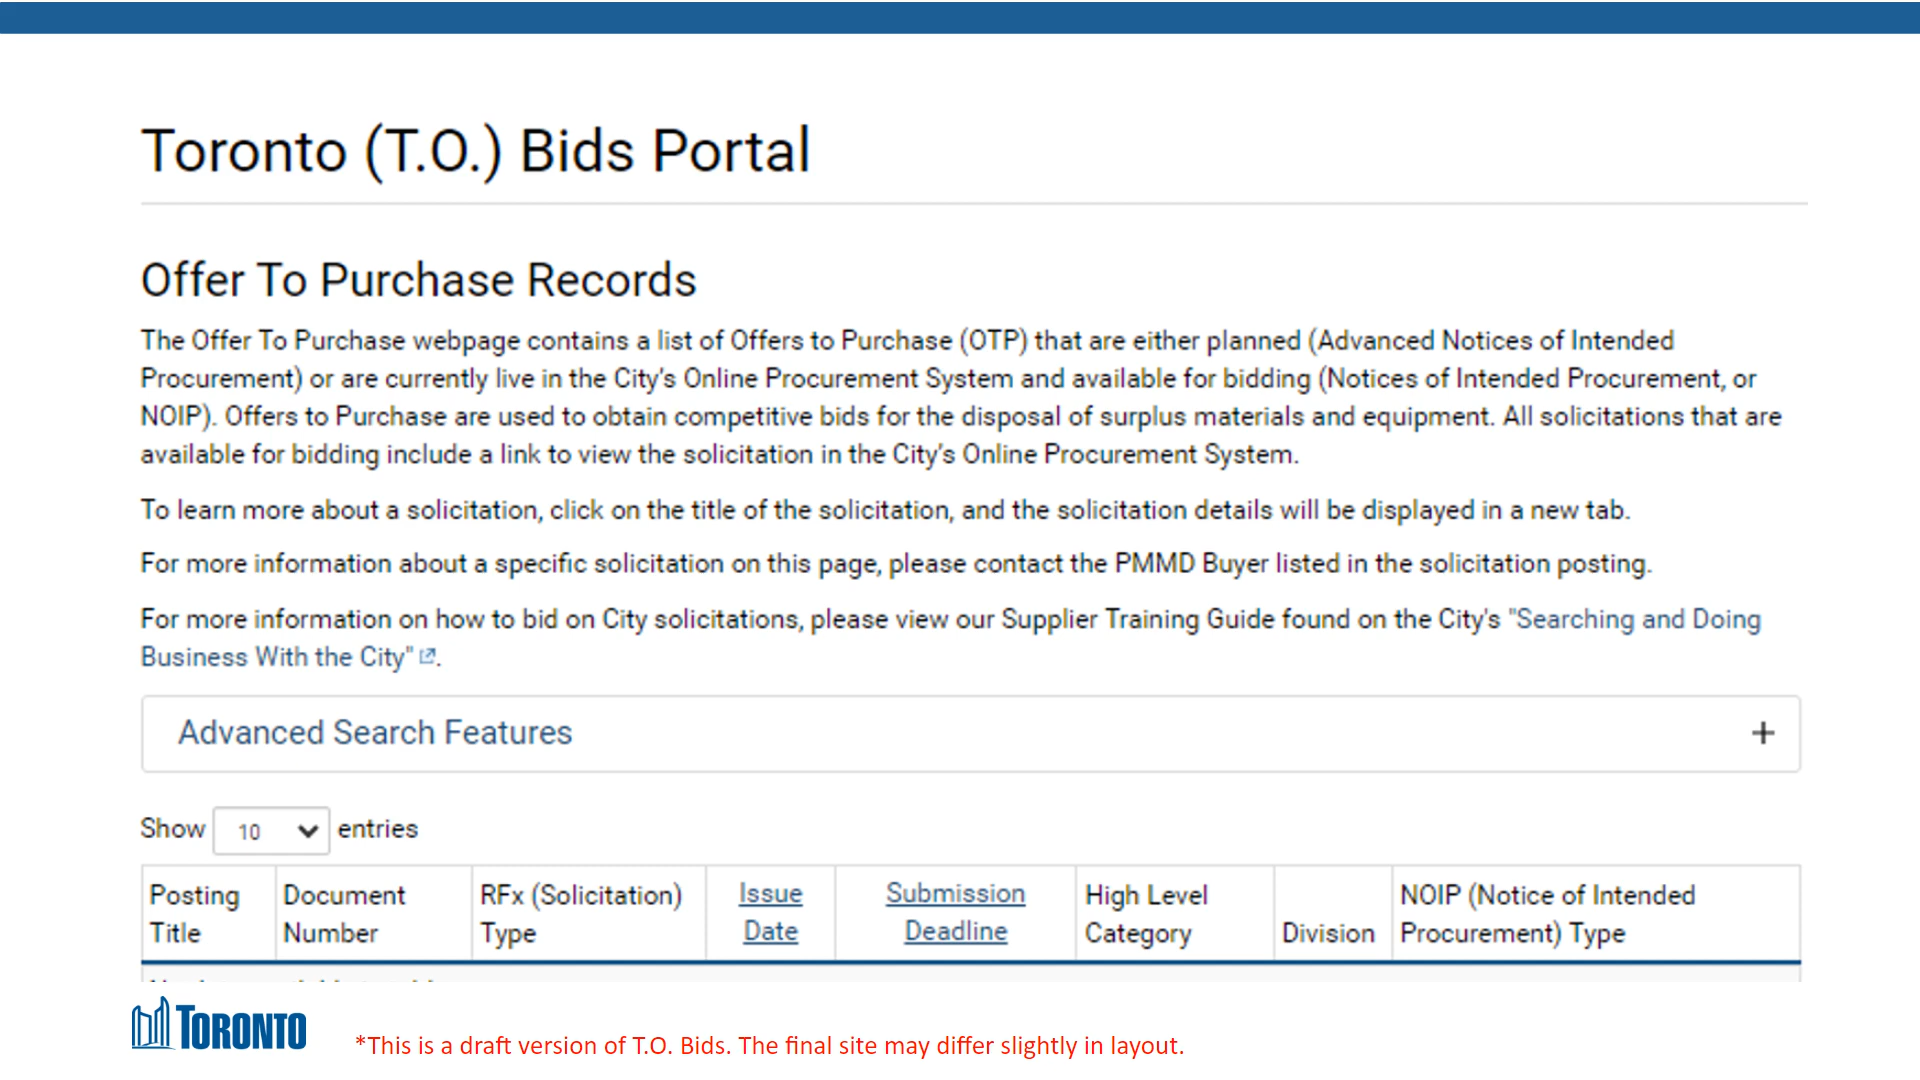 Toronto (T.O.) Bids Portal
Offer To Purchase Records
The Offer To Purchase webpage contains a list of Offers to Purchase (OTP) that are either planned (Advanced Notices of Intended
Procurement) or are currently live in the City's Online Procurement System and available for bidding (Notices of Intended Procurement, or
NOIP). Offers to Purchase are used to obtain competitive bids for the disposal of surplus materials and equipment. All solicitations that are
available for bidding include a link to view the solicitation in the City's Online Procurement System.
To learn more about a solicitation, click on the title of the solicitation, and the solicitation details will be displayed in a new tab.
For more information about a specific solicitation on this page, please contact the PMMD Buyer listed in the solicitation posting.
For more information on how to bid on City solicitations, please view our Supplier Training Guide found on the City's "Searching and Doing
Business With the City".
Advanced Search Features +
Show 10 entries
Posting Title
Document Number
RFx (Solicitation) Type
Issue Date
Submission Deadline
High Level Category
Division
NOIP (Notice of Intended Procurement) Type
TORONTO
*This is a draft version of T.O. Bids. The final site may differ slightly in layout.